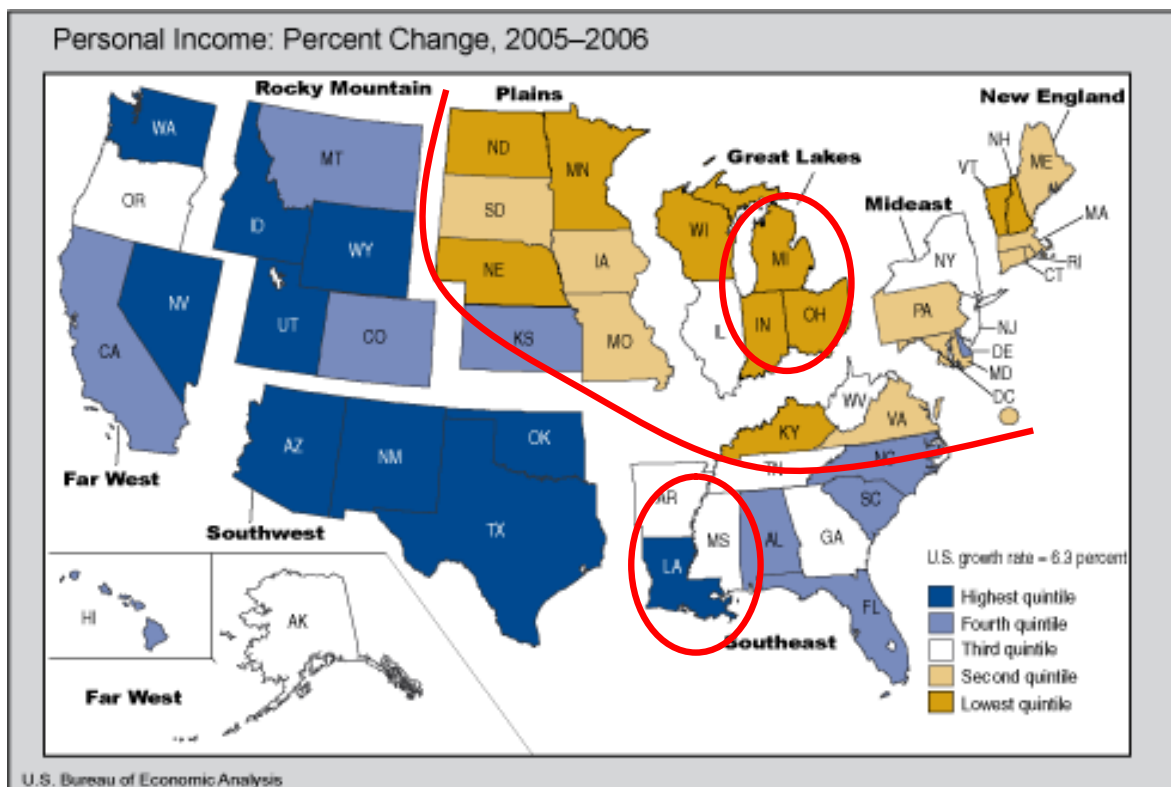 Personal Income: Percent Change, 2005–2006
Rocky Mountain
Plains
New England
WA
MT
ND
MN
Great Lakes
NH
VT
ME
OR
ID
SD
WI
Mideast
MA
WY
MI
NY
RI
CT
NE
IA
PA
NV
UT
CO
IL
IN
OH
NJ
CA
KS
MO
DE
MD
DC
WV
VA
KY
AZ
NM
OK
TN
NC
Far West
AR
SC
Southwest
TX
MS
AL
GA
LA
U.S. growth rate = 6.3 percent
Highest quintile
HI
AK
FL
Fourth quintile
Southeast
Third quintile
Far West
Second quintile
Lowest quintile
U.S. Bureau of Economic Analysis